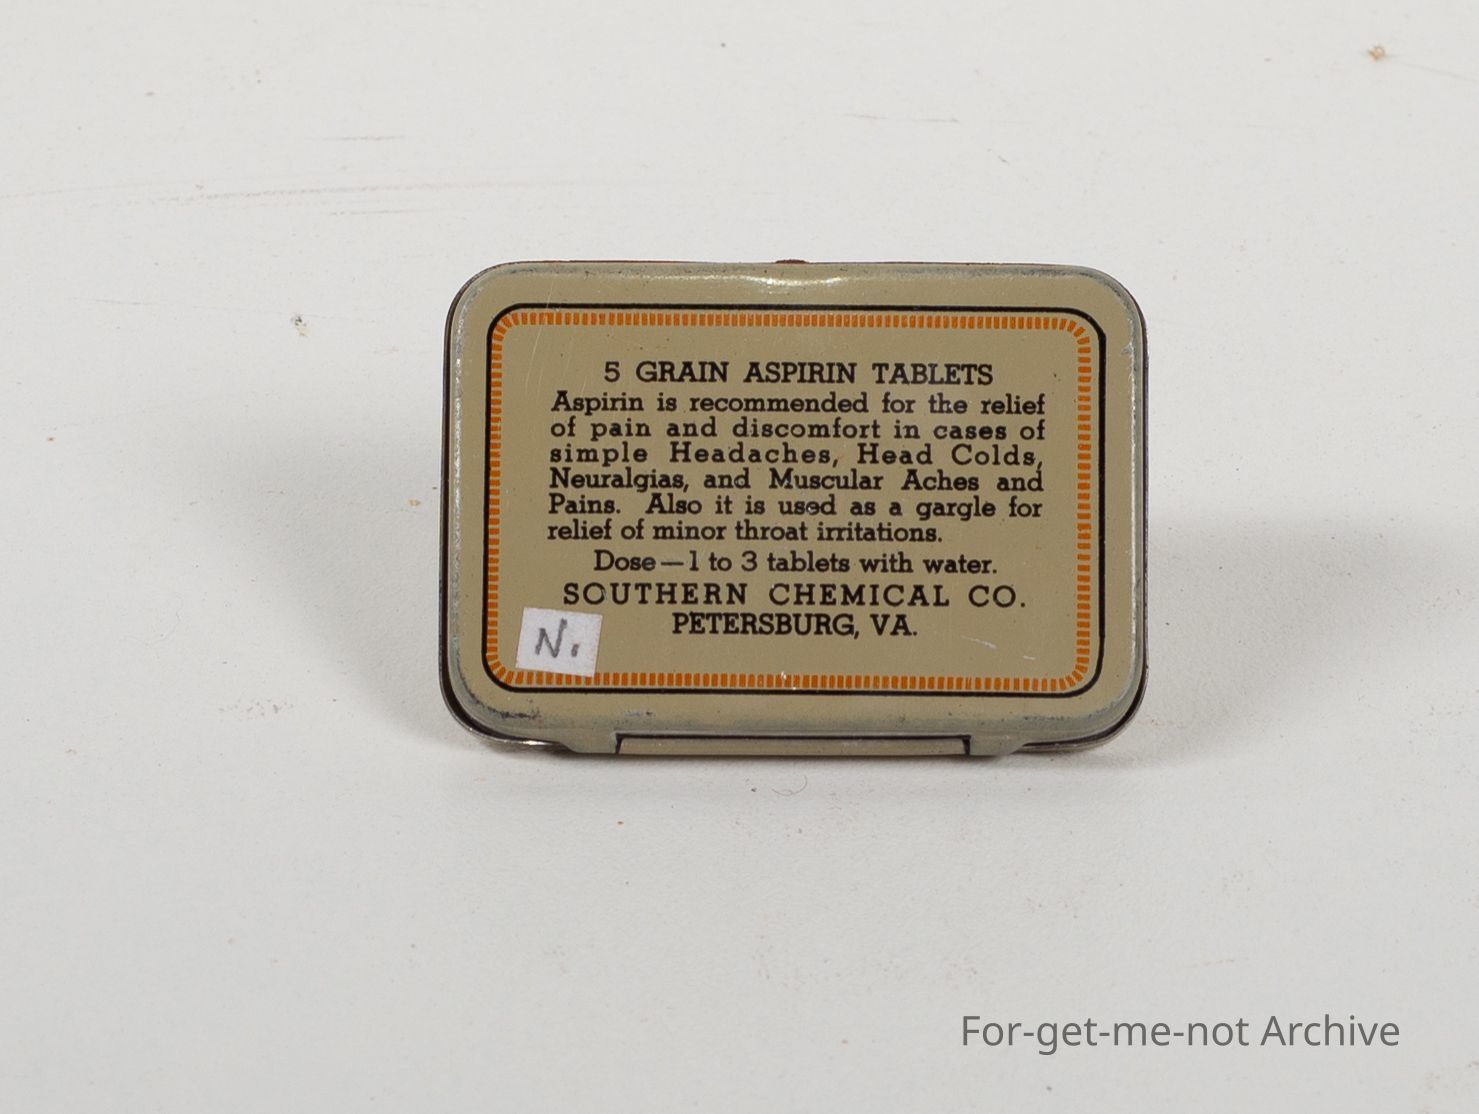 5 GRAIN ASPIRIN TABLETS
Aspirin is recommended for the relief
of pain and discomfort in cases of
simple Headaches, Head Colds,
Neuralgias, and Muscular Aches and
Pains. Also it is used as a gargle for
relief of minor throat irritations.
Dose—1 to 3 tablets with water.
SOUTHERN CHEMICAL CO.
PETERSBURG, VA.
N.
For-get-me-not Archive